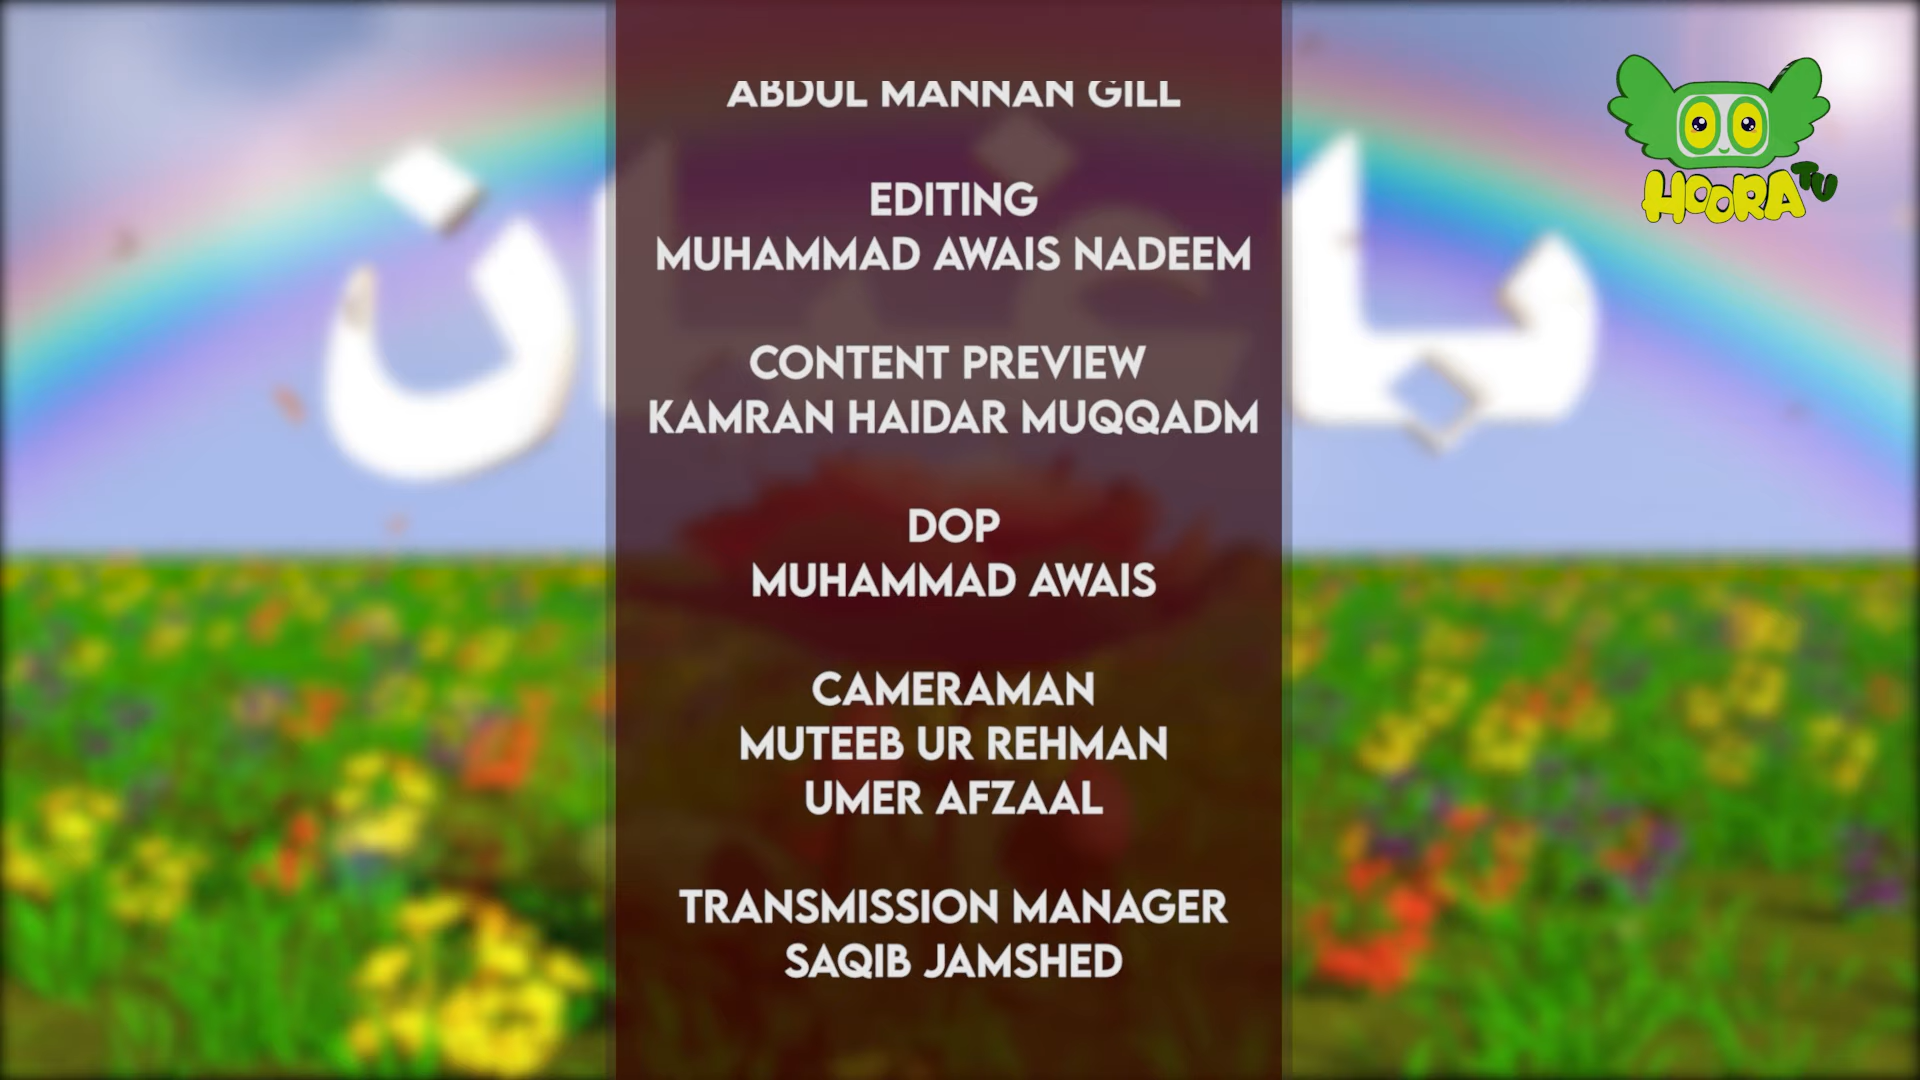 ABDUL MANNAN GILL
EDITING
MUHAMMAD AWAIS NADEEM
CONTENT PREVIEW
KAMRAN HAIDAR MUQQADM
DOP
MUHAMMAD AWAIS
CAMERAMAN
MUTEEB UR REHMAN
UMER AFZAAL
TRANSMISSION MANAGER
SAQIB JAMSHED
HOORA TV
باغبان